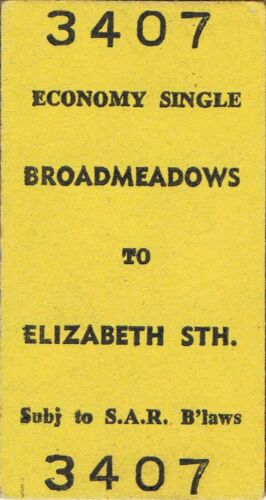 3407
ECONOMY SINGLE
BROADMEADOWS
TO
ELIZABETH STH.
Subj to S.A.R. B'laws
3407